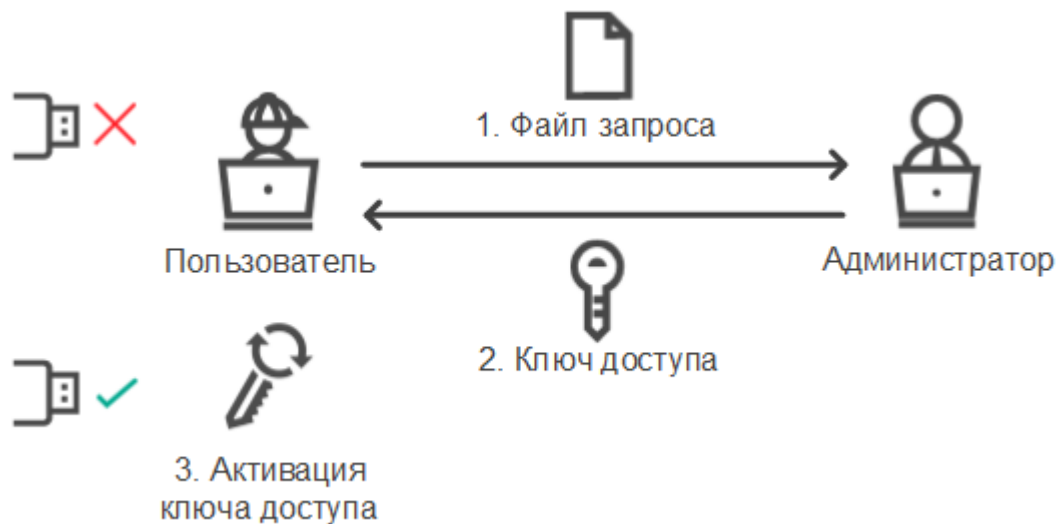 1. Файл запроса
Пользователь
Администратор
2. Ключ доступа
3. Активация
ключа доступа